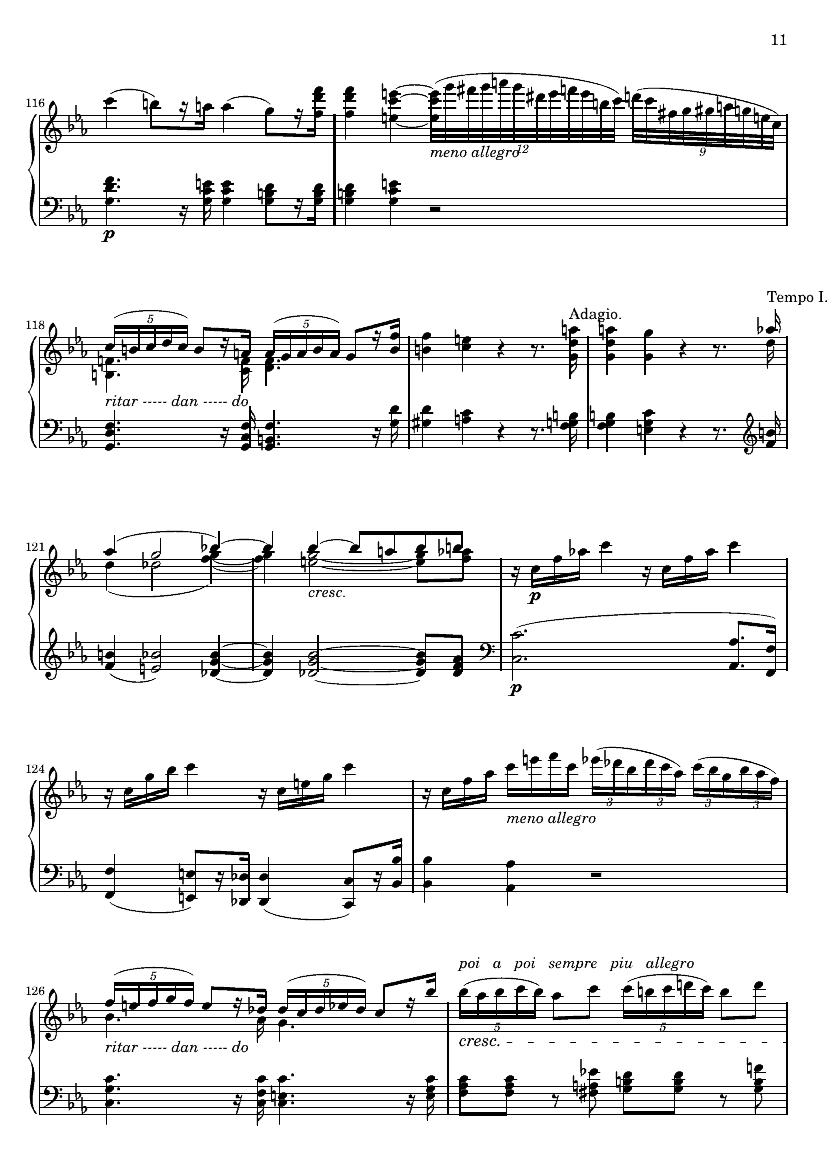 11
116
meno allegro
12
9
p
Tempo I.
Adagio.
118
5
5
ritar ----- dan ----- do
121
cresc.
p
p
124
3
3
3
3
meno allegro
poi a poi sempre piu allegro
126
5
5
5
5
ritar ----- dan ----- do
cresc.